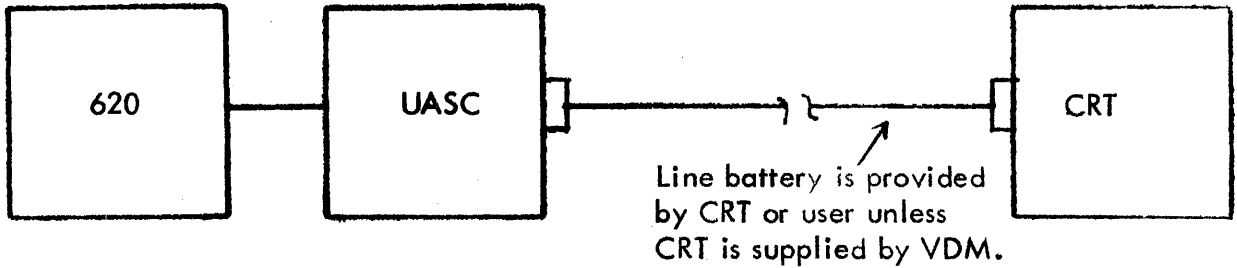 620
UASC
CRT
Line battery is provided
by CRT or user unless
CRT is supplied by VDM.